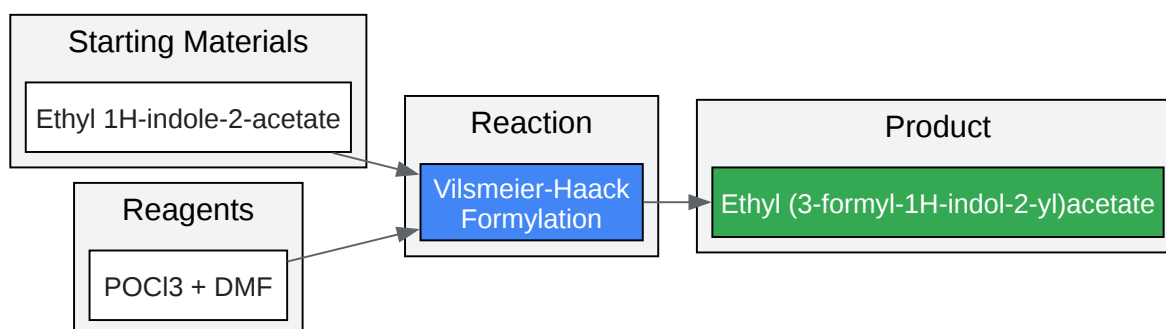 Starting Materials
Ethyl 1H-indole-2-acetate
Reagents
POCl3 + DMF
Reaction
Vilsmeier-Haack
Formylation
Product
Ethyl (3-formyl-1H-indol-2-yl)acetate